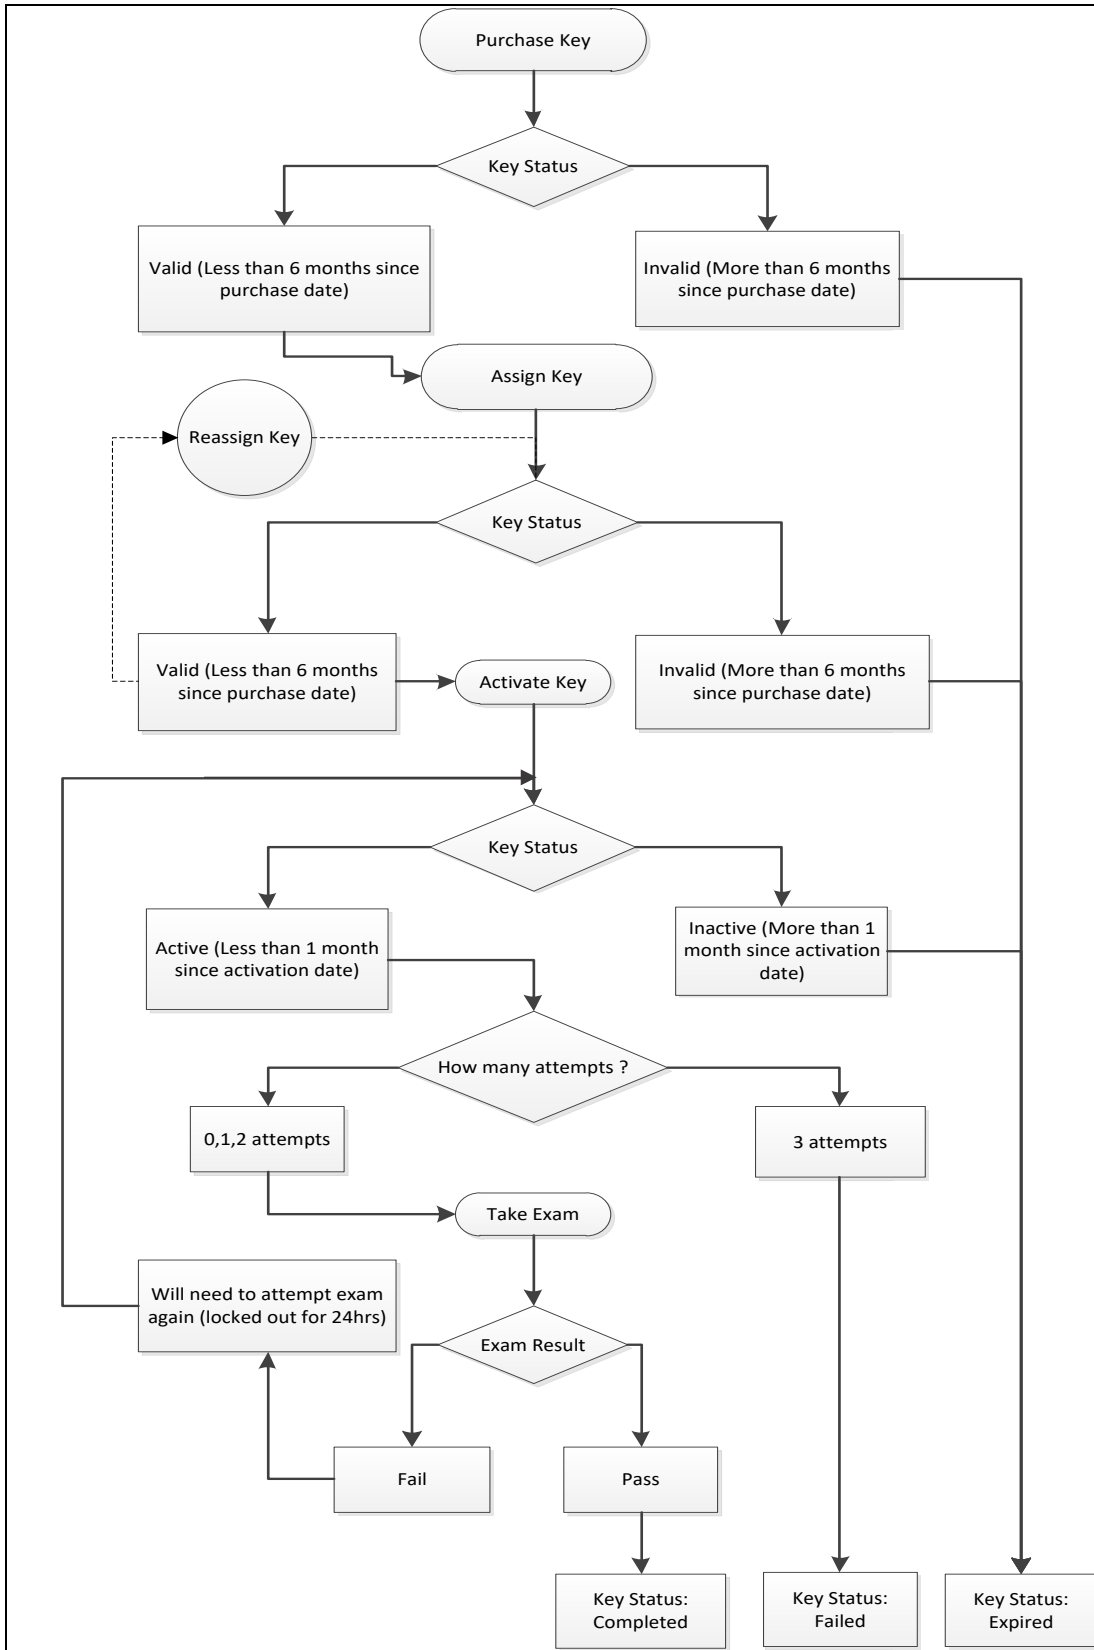 Purchase Key
Key Status
Valid (Less than 6 months since
purchase date)
Invalid (More than 6 months
since purchase date)
Assign Key
Reassign Key
Key Status
Valid (Less than 6 months
since purchase date)
Activate Key
Invalid (More than 6 months
since purchase date)
Key Status
Active (Less than 1 month
since activation date)
Inactive (More than 1
month since activation
date)
How many attempts ?
0,1,2 attempts
3 attempts
Take Exam
Will need to attempt exam
again (locked out for 24hrs)
Exam Result
Fail
Pass
Key Status:
Completed
Key Status:
Failed
Key Status:
Expired